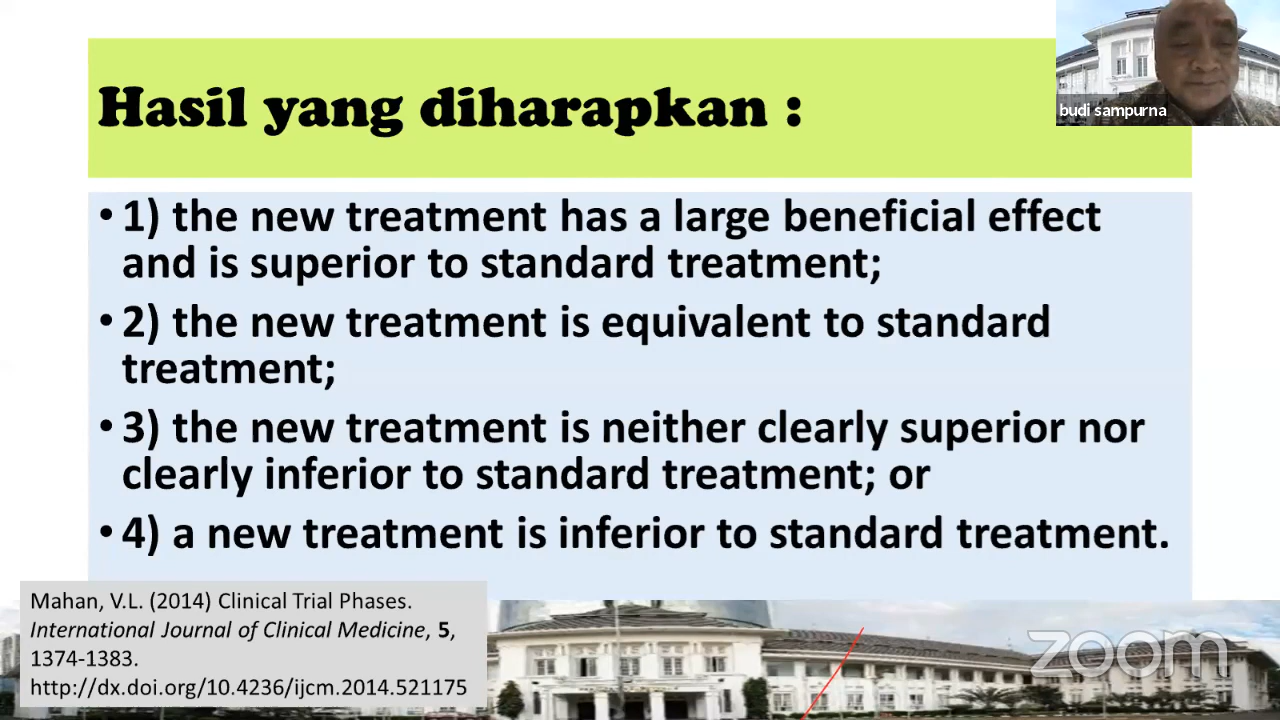 Hasil yang diharapkan :
budi sampurna
• 1) the new treatment has a large beneficial effect
and is superior to standard treatment;
• 2) the new treatment is equivalent to standard
treatment;
• 3) the new treatment is neither clearly superior nor
clearly inferior to standard treatment; or
• 4) a new treatment is inferior to standard treatment.
Mahan, V.L. (2014) Clinical Trial Phases.
International Journal of Clinical Medicine, 5,
1374-1383.
http://dx.doi.org/10.4236/ijcm.2014.521175
zoom